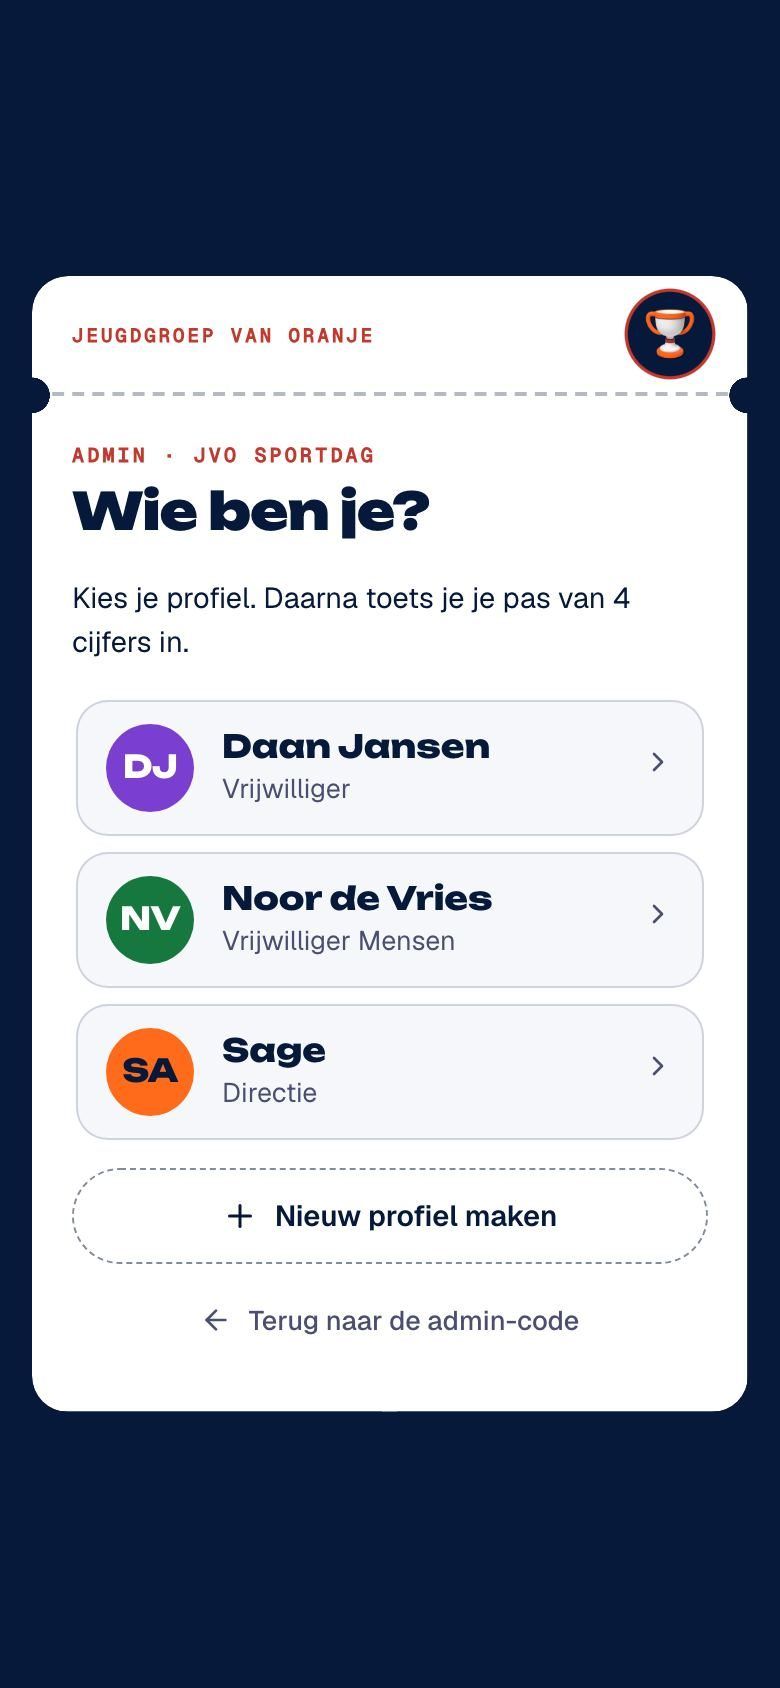 JEUGDGROEP VAN ORANJE
ADMIN · JVO SPORTDAG
Wie ben je?
Kies je profiel. Daarna toets je je pas van 4
cijfers in.
DJ
Daan Jansen
Vrijwilliger
NV
Noor de Vries
Vrijwilliger Mensen
SA
Sage
Directie
+ Nieuw profiel maken
← Terug naar de admin-code